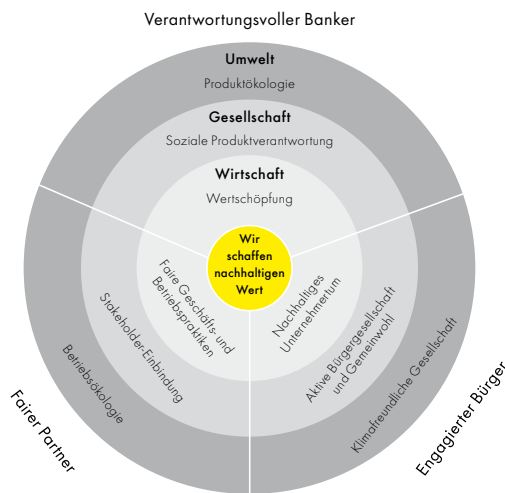 Verantwortungsvoller Banker
Umwelt
Produktökologie
Gesellschaft
Soziale Produktverantwortung
Wirtschaft
Wertschöpfung
Wir
schaffen
nachhaltigen
Wert
Faire Geschäfts- und
Betriebspraktiken
Stakeholder-Einbindung
Betriebsökologie
Fairer Partner
Nachhaltiges
Unternehmertum
Aktive Bürgergesellschaft
und Gemeinwohl
Klimafreundliche Gesellschaft
Engagierter Bürger